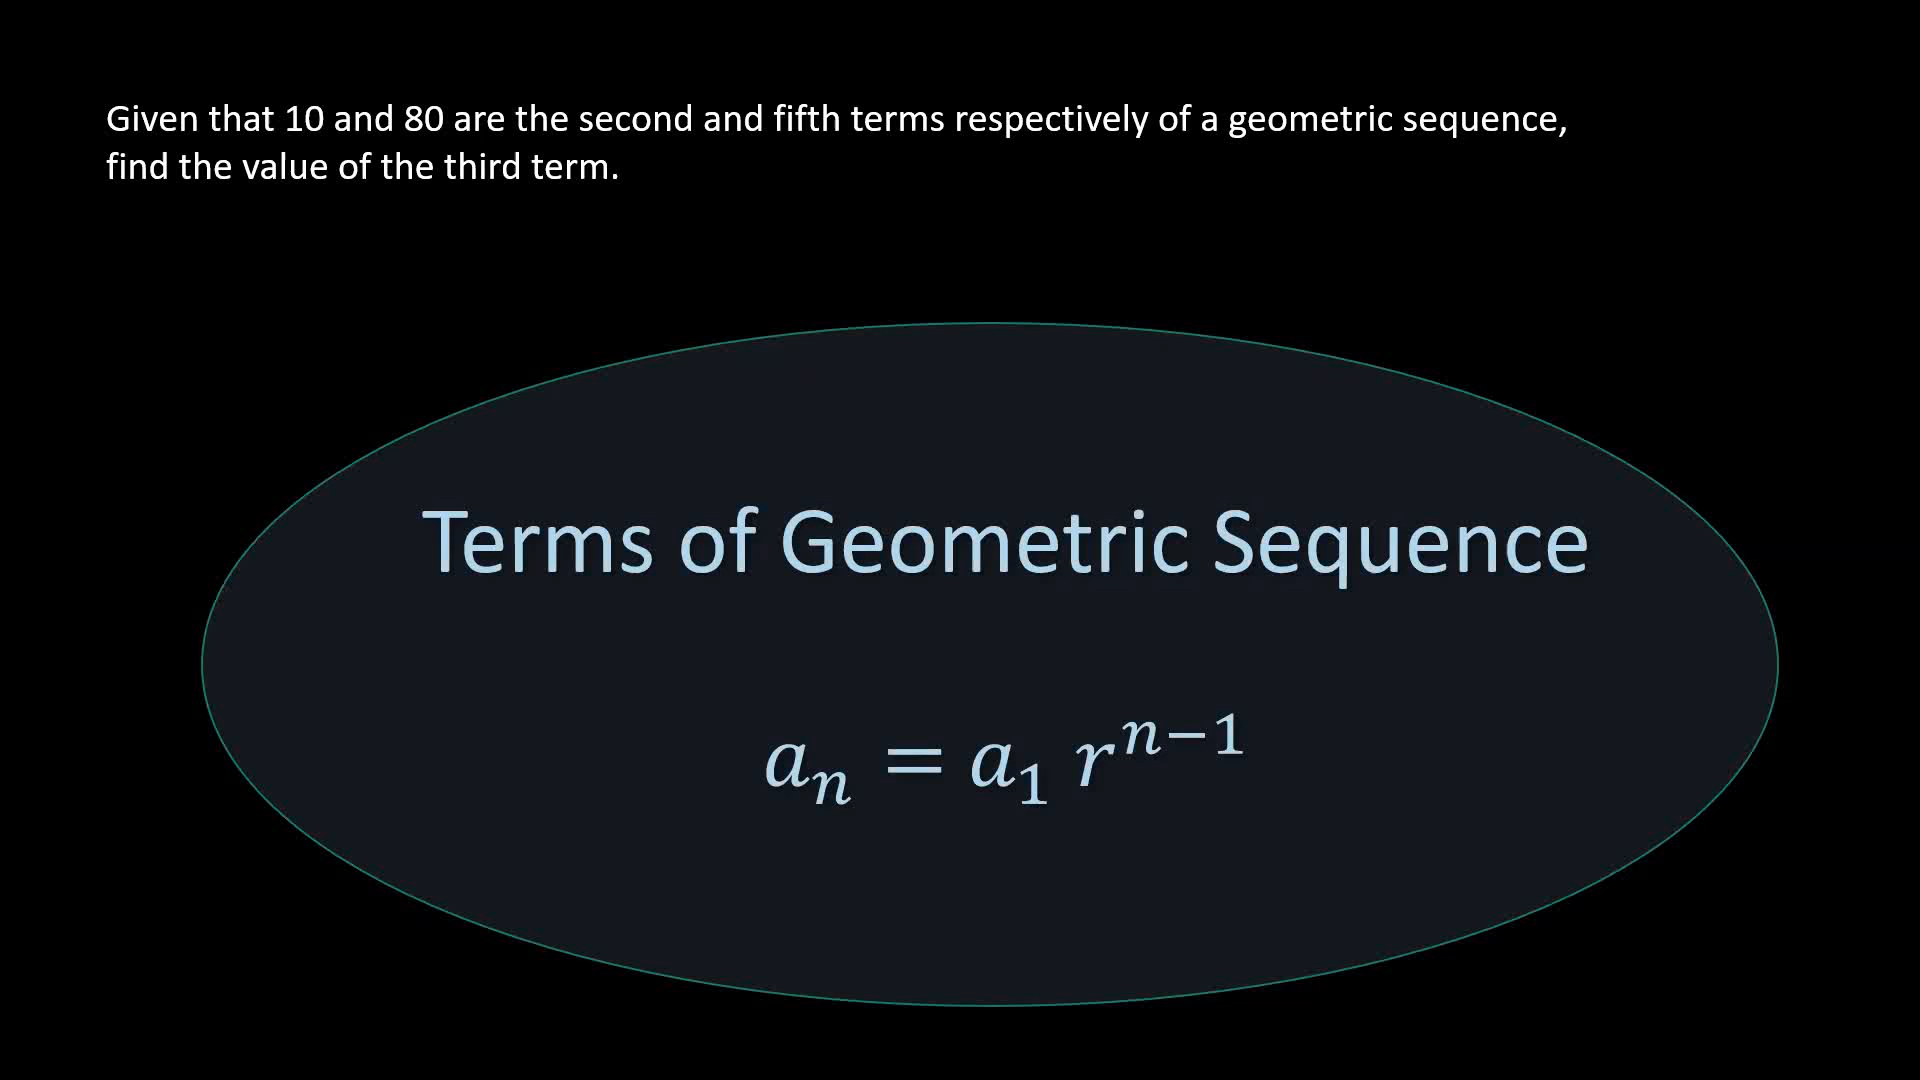 Given that 10 and 80 are the second and fifth terms respectively of a geometric sequence,
find the value of the third term.
Terms of Geometric Sequence
aₙ = a₁ rⁿ⁻¹